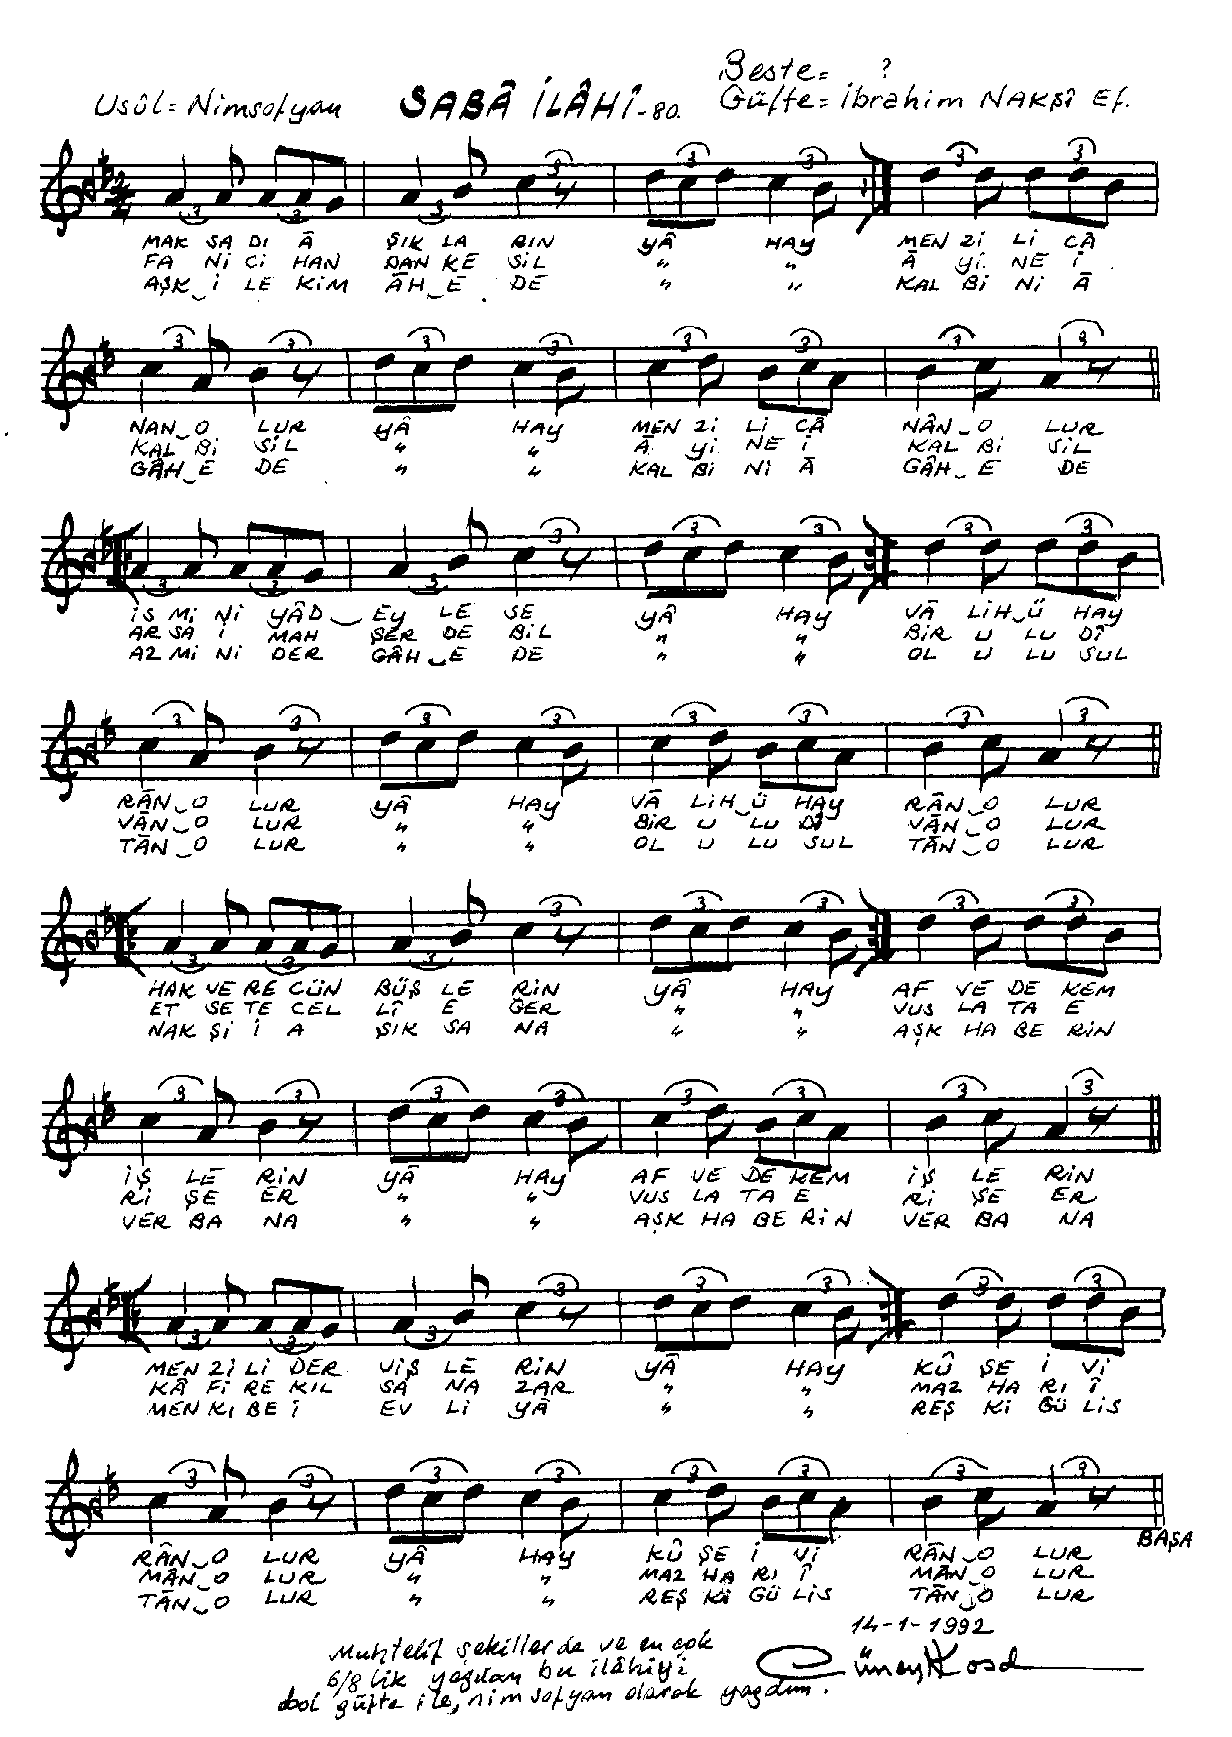 Beste= ?
Usûl= Nimsofyan SABÂ İLÂHÎ-80. Güfte= İbrahim NAKŞÎ Ef.
MAK SA DI Â ŞIK LA RIN YÂ HAY MEN Zİ Lİ CÂ
FA Nİ Cİ HAN DAN KE SİL " " Â Yİ NE İ
AŞK İ LE KİM ÂH E DE " " KAL Bİ Nİ Â
NAN O LUR YÂ HAY MEN Zİ Lİ CÂ NÂN O LUR
KAL Bİ SİL " " Â Yİ NE İ KAL Bİ SİL
GÂH E DE " " KAL Bİ Nİ Â GÂH E DE
İS Mİ Nİ YÂD EY LE SE YÂ HAY VÂ LİH Ü HAY
AR SA İ MAH ŞER DE BİL " " BİR U LU DÎ
AZ Mİ Nİ DER GÂH E DE " " OL U LU SUL
RÂN O LUR YÂ HAY VÂ LİH Ü HAY RÂN O LUR
VÂN O LUR " " BİR U LU DÎ VÂN O LUR
TÂN O LUR " " OL U LU SUL TÂN O LUR
HAK VE RE CÜN BÜŞ LE RİN YÂ HAY AF VE DE KEM
ET SE TE CEL LÎ E ĞER " " VUS LA TA E
NAK Şİ İ A ŞIK SA NA " " AŞK HA BE RİN
İŞ LE RİN YÂ HAY AF VE DE KEM İŞ LE RİN
Rİ ŞE ER " " VUS LA TA E Rİ ŞE ER
VER BA NA " " AŞK HA BE RİN VER BA NA
MEN Zİ Lİ DER VİŞ LE RİN YÂ HAY KÛ ŞE İ Vİ
KÂ Fİ RE KIL SA NA ZAR " " MAZ HA RI Î
MEN KI BE İ EV Lİ YÂ " " REŞ Kİ GÜ LİS
RÂN O LUR YÂ HAY KÛ ŞE İ Vİ RÂN O LUR
MÂN O LUR " " MAZ HA RI Î MÂN O LUR
TÂN O LUR " " REŞ Kİ GÜ LİS TÂN O LUR
BAŞA
14-1-1992
Muhtelif şekillerde ve en çok
6/8 lik yazılan bu ilâhiyi
bol güfte ile, nim sofyan olarak yazdım.